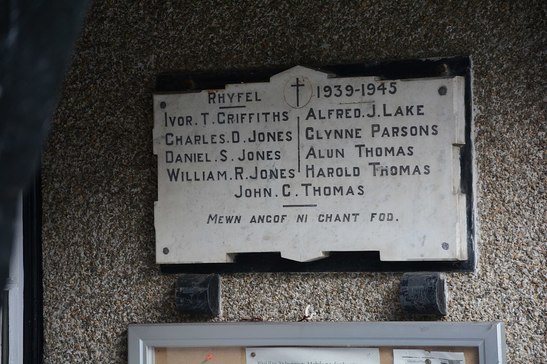 RHYFEL 1939-1945
IVOR. T. GRIFFITHS
CHARLES. D. JONES
DANIEL. S. JONES
WILLIAM. R. JONES
ALFRED. J. LAKE
GLYNNE PARSONS
ALUN THOMAS
HAROLD THOMAS
JOHN. C. THOMAS
MEWN ANGOF NI CHANT FOD.